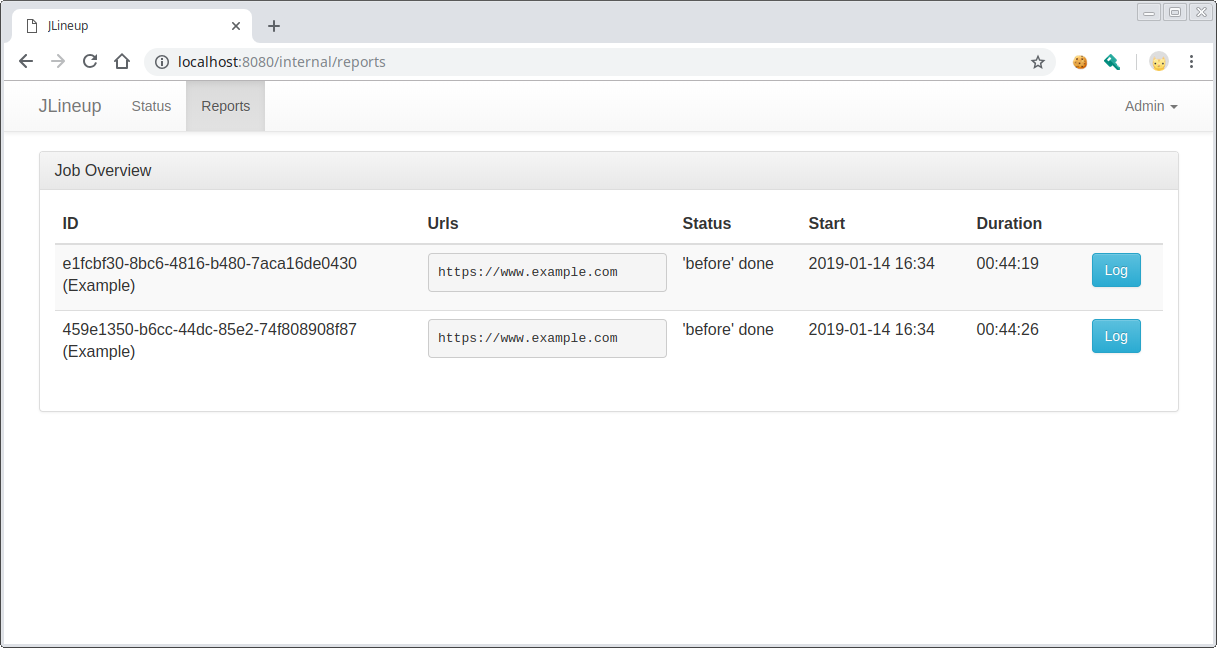 JLineup
localhost:8080/internal/reports
JLineup Status Reports Admin
Job Overview
ID Urls Status Start Duration
e1fcbf30-8bc6-4816-b480-7aca16de0430 https://www.example.com 'before' done 2019-01-14 16:34 00:44:19 Log
(Example)
459e1350-b6cc-44dc-85e2-74f808908f87 https://www.example.com 'before' done 2019-01-14 16:34 00:44:26 Log
(Example)